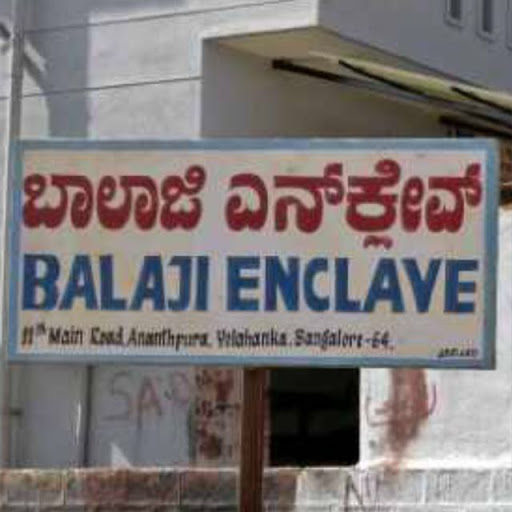 ಬಾಲಾಜಿ ಎನ್‌ಕ್ಲೇವ್
BALAJI ENCLAVE
11th Main Road, Ananthpura, Yelahanka, Bangalore-64.